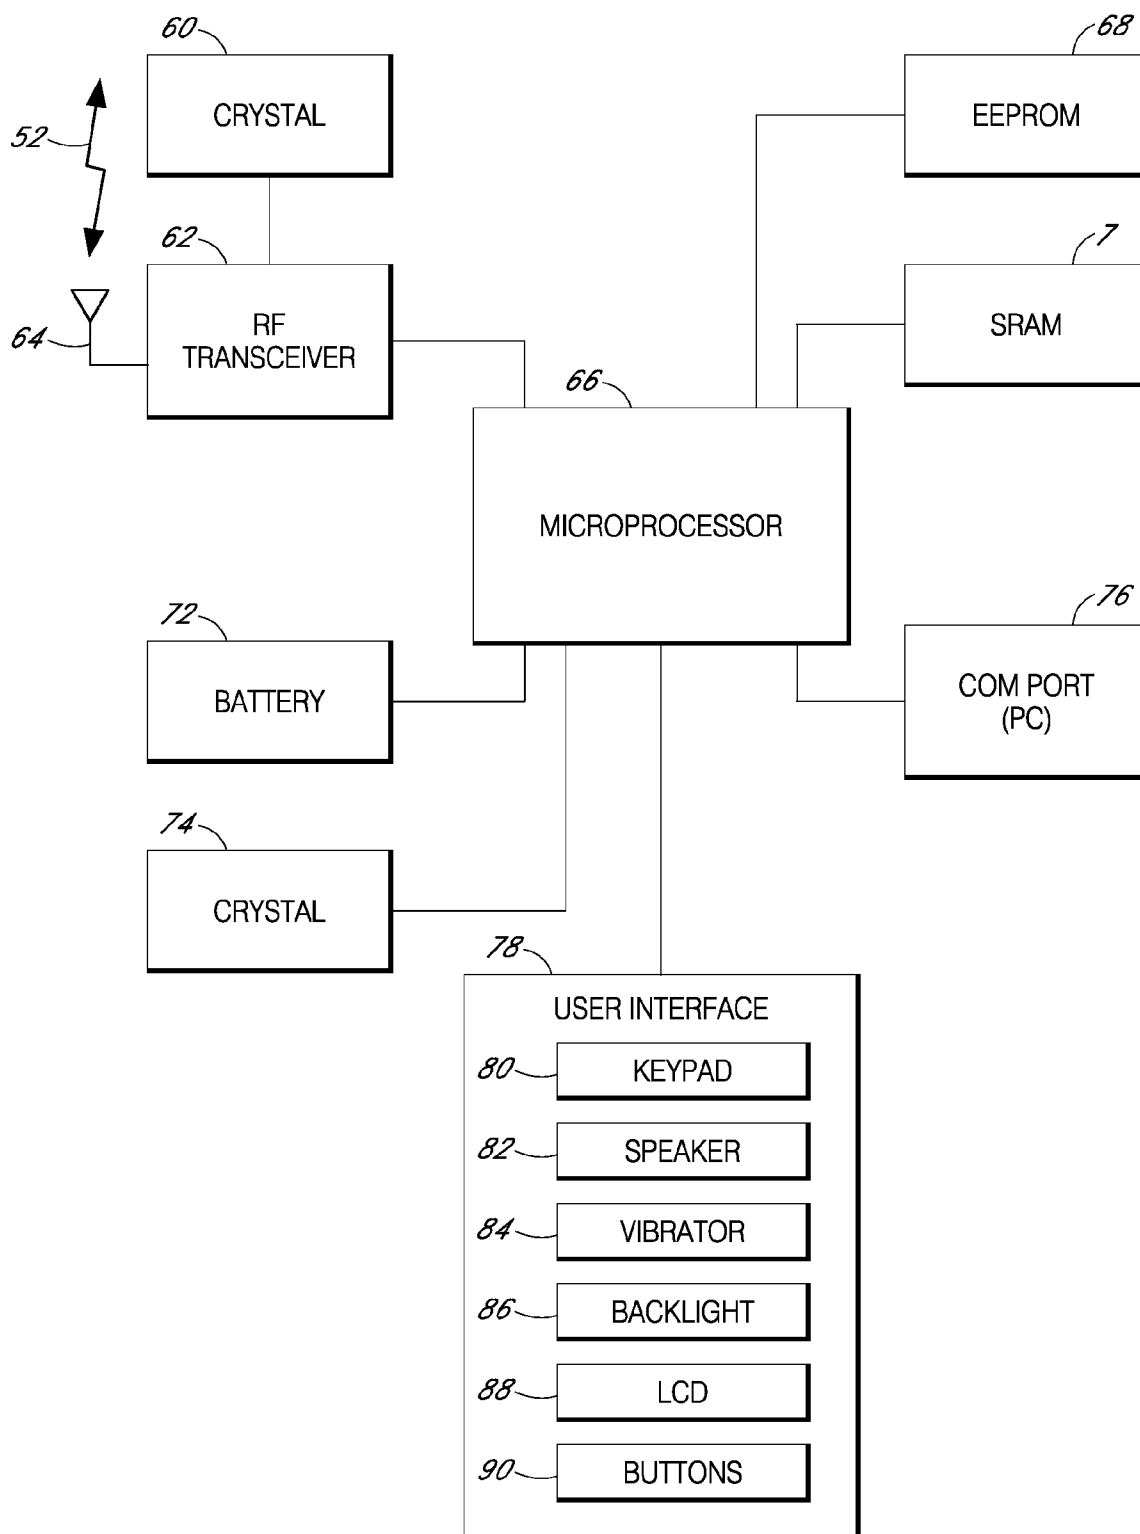 60
CRYSTAL
52
68
EEPROM
62
RF
TRANSCEIVER
64
7
SRAM
66
MICROPROCESSOR
72
BATTERY
76
COM PORT
(PC)
74
CRYSTAL
78
USER INTERFACE
80
KEYPAD
82
SPEAKER
84
VIBRATOR
86
BACKLIGHT
88
LCD
90
BUTTONS